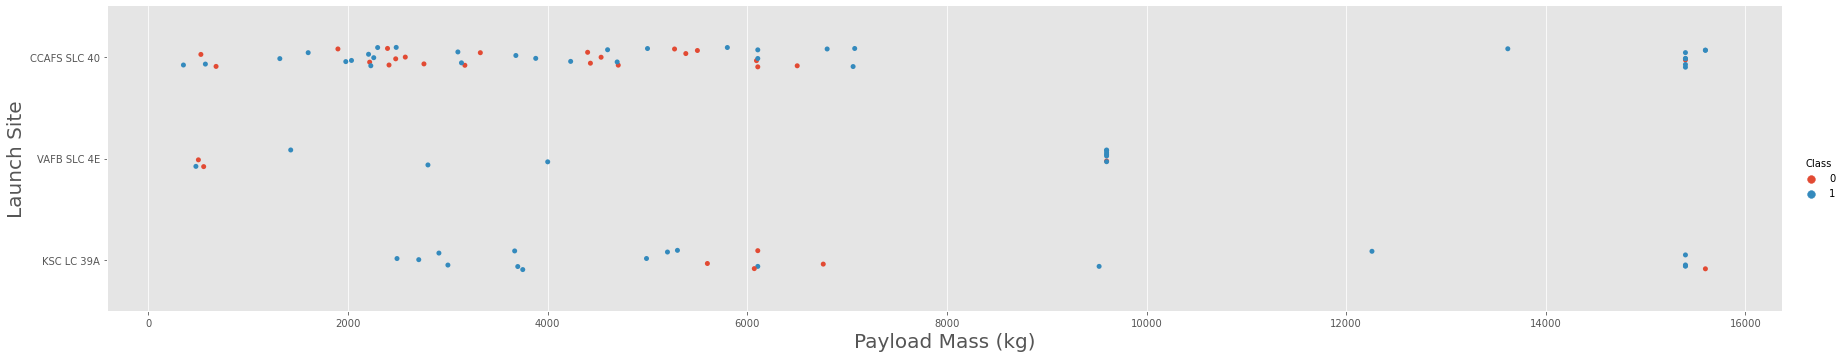 Launch Site
CCAFS SLC 40
VAFB SLC 4E
KSC LC 39A
0 2000 4000 6000 8000 10000 12000 14000 16000
Payload Mass (kg)
Class
0
1